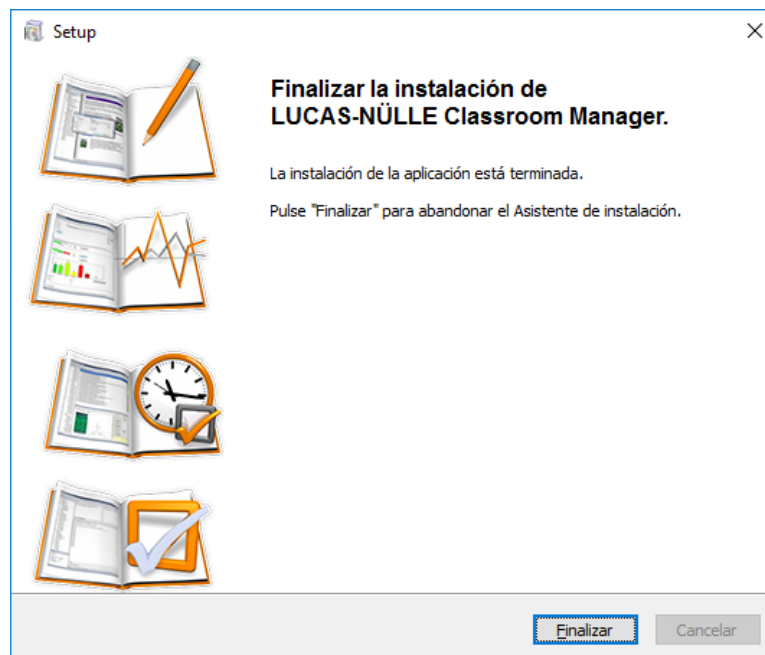 Setup
Finalizar la instalación de
LUCAS-NÜLLE Classroom Manager.
La instalación de la aplicación está terminada.
Pulse "Finalizar" para abandonar el Asistente de instalación.
Finalizar
Cancelar